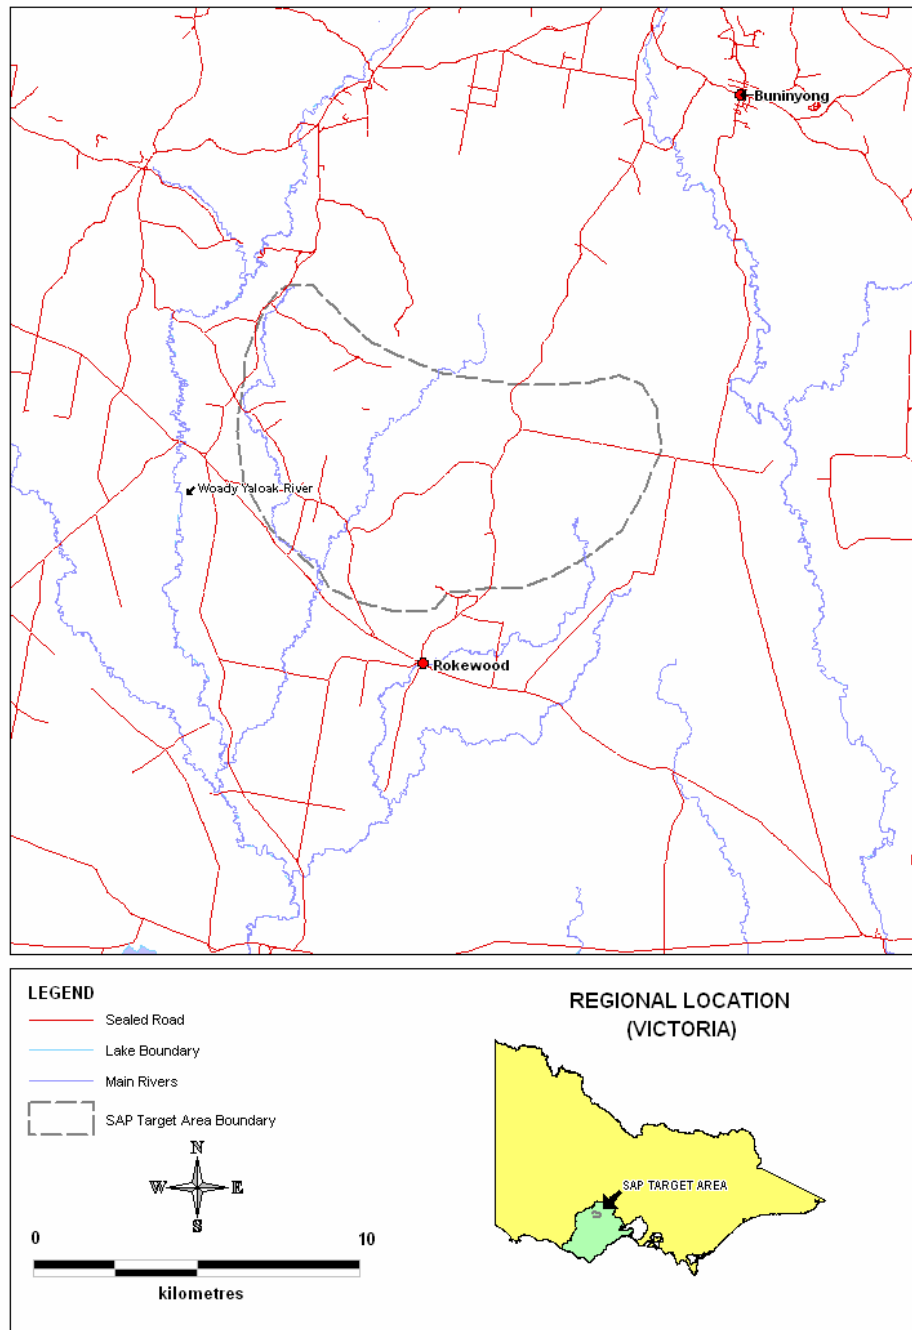 Buninyong
Woady Yaloak River
Rokewood
LEGEND
Sealed Road
Lake Boundary
Main Rivers
SAP Target Area Boundary
N
W E
S
0 10
kilometres
REGIONAL LOCATION
(VICTORIA)
SAP TARGET AREA